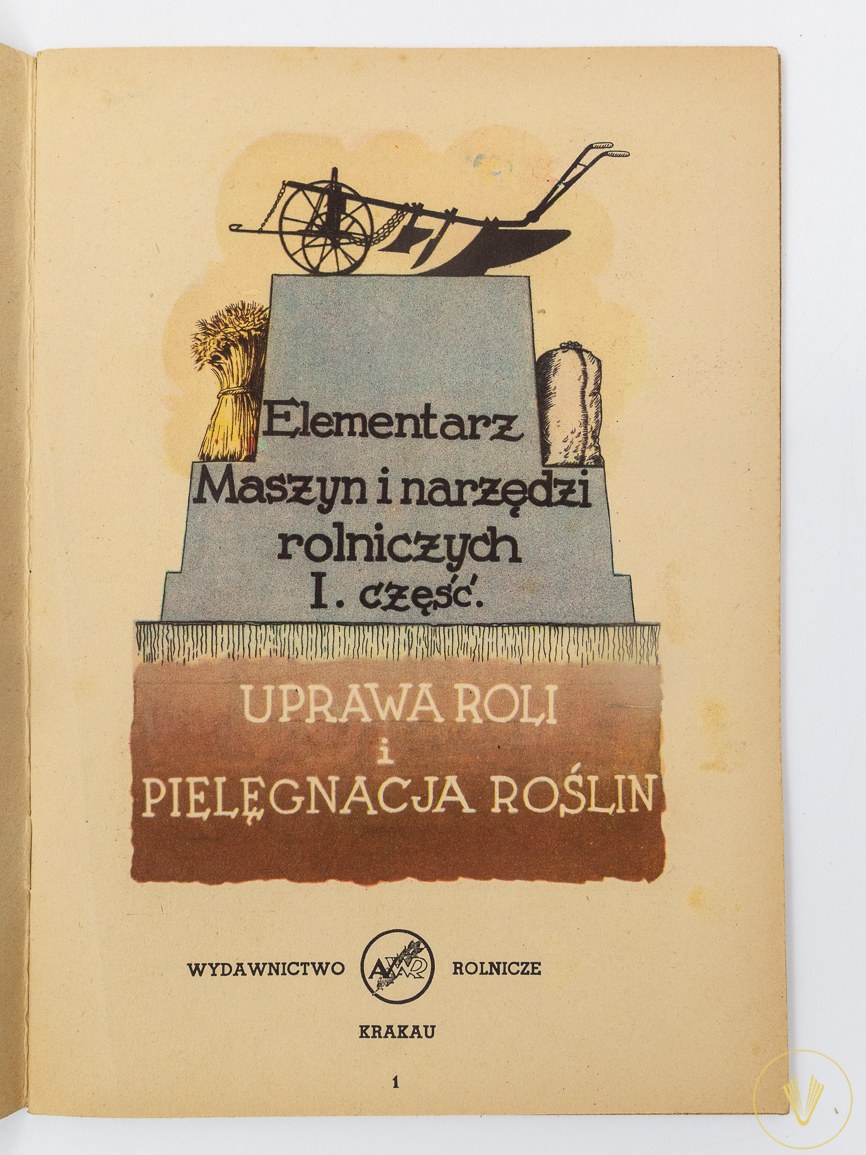 Elementarz
Maszyn i narzędzi
rolniczych
I. część.
UPRAWA ROLI
i
PIELĘGNACJA ROŚLIN
WYDAWNICTWO AWR ROLNICZE
KRAKAU
1